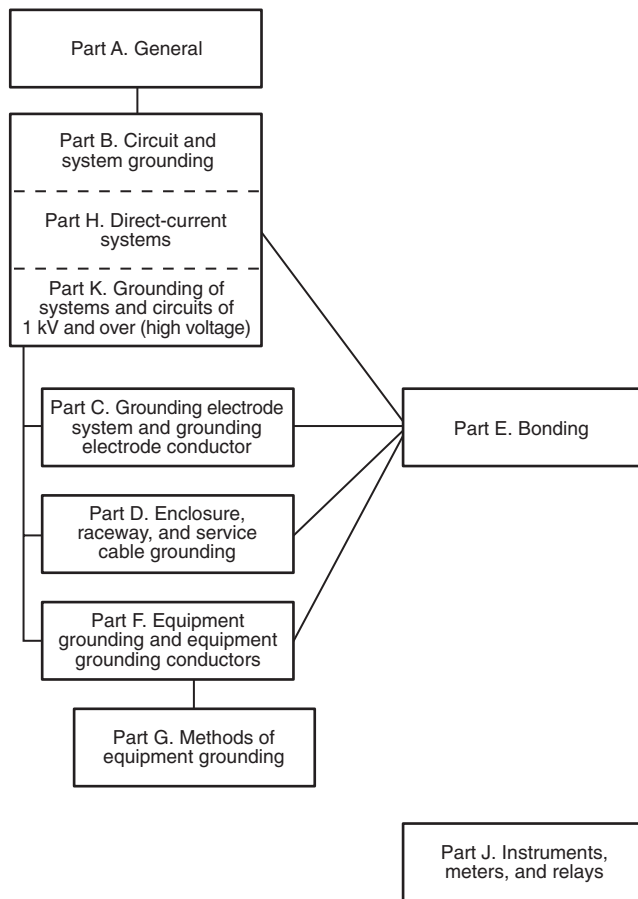 Part A. General
Part B. Circuit and
system grounding
Part H. Direct-current
systems
Part K. Grounding of
systems and circuits of
1 kV and over (high voltage)
Part C. Grounding electrode
system and grounding
electrode conductor
Part E. Bonding
Part D. Enclosure,
raceway, and service
cable grounding
Part F. Equipment
grounding and equipment
grounding conductors
Part G. Methods of
equipment grounding
Part J. Instruments,
meters, and relays